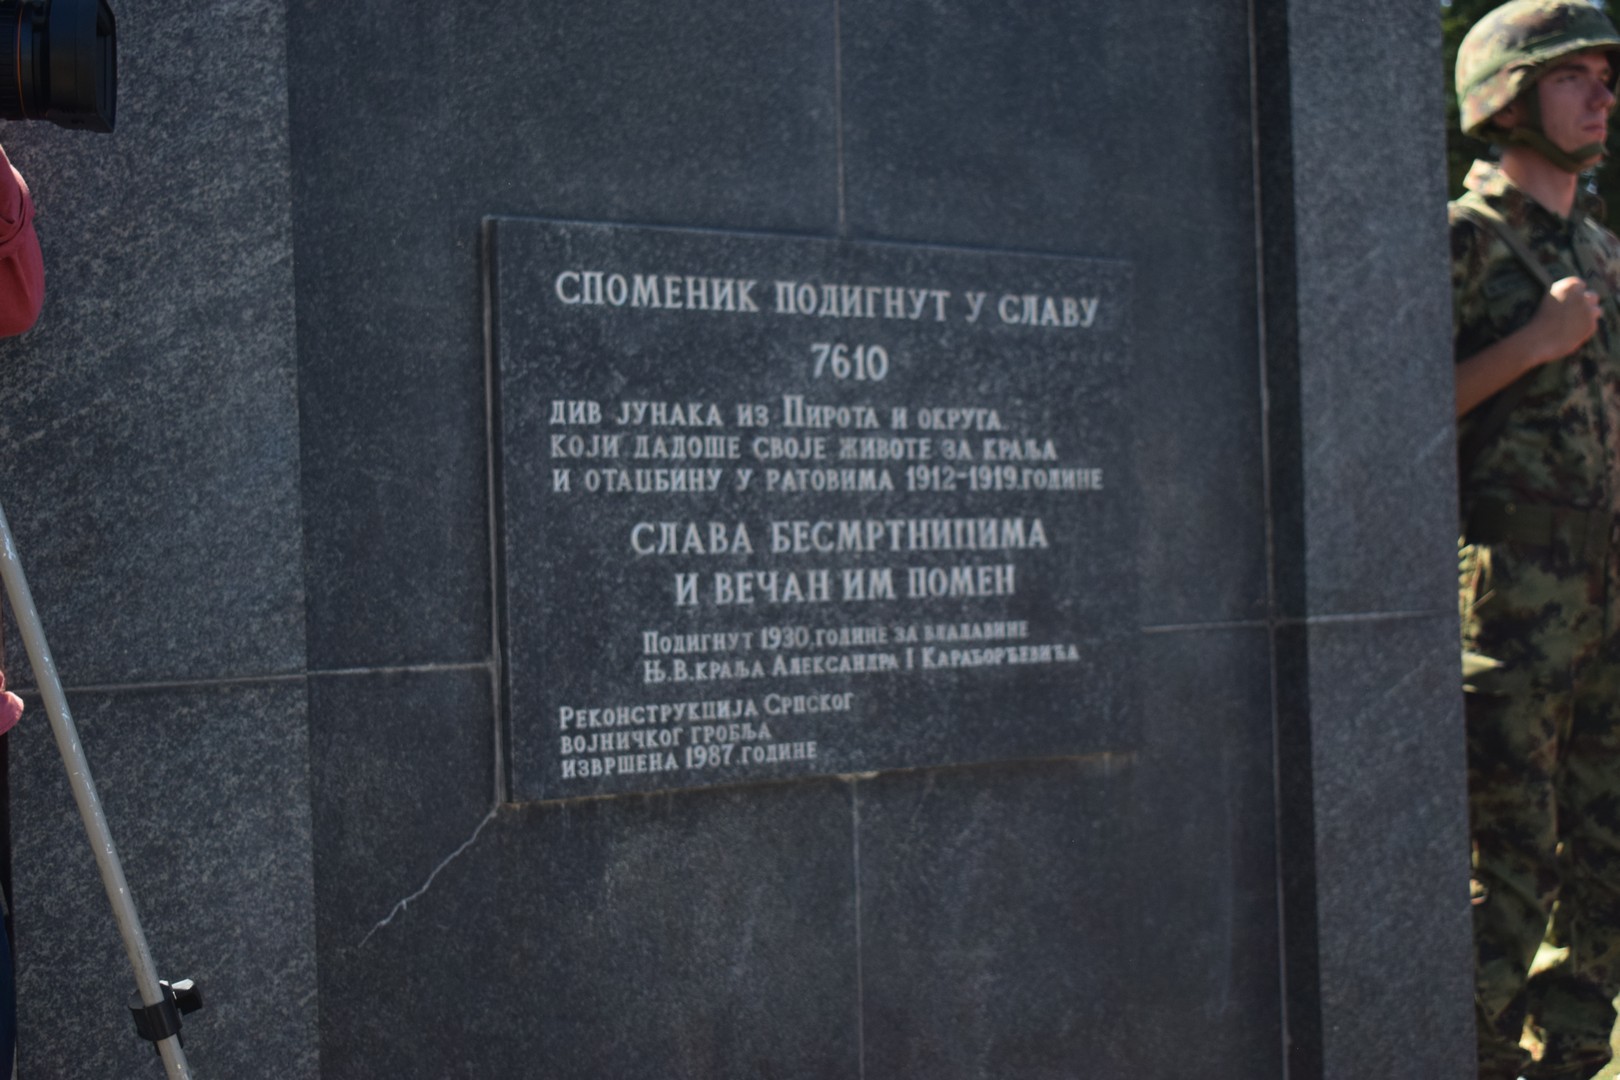 СПОМЕНИК ПОДИГНУТ У СЛАВУ
7610
ДИВ ЈУНАКА ИЗ ПИРОТА И ОКРУГА.
КОЈИ ДАДОШЕ СВОЈЕ ЖИВОТЕ ЗА КРАЉА
И ОТАЏБИНУ У РАТОВИМА 1912-1919.ГОДИНЕ
СЛАВА БЕСМРТНИЦИМА
И ВЕЧАН ИМ ПОМЕН
ПОДИГНУТ 1930.ГОДИНЕ ЗА ВЛАДАВИНЕ
Њ.В.КРАЉА АЛЕКСАНДРА I КАРАЂОРЂЕВИЋА
РЕКОНСТРУКЦИЈА СРПСКОГ
ВОЈНИЧКОГ ГРОБЉА
ИЗВРШЕНА 1987.ГОДИНЕ